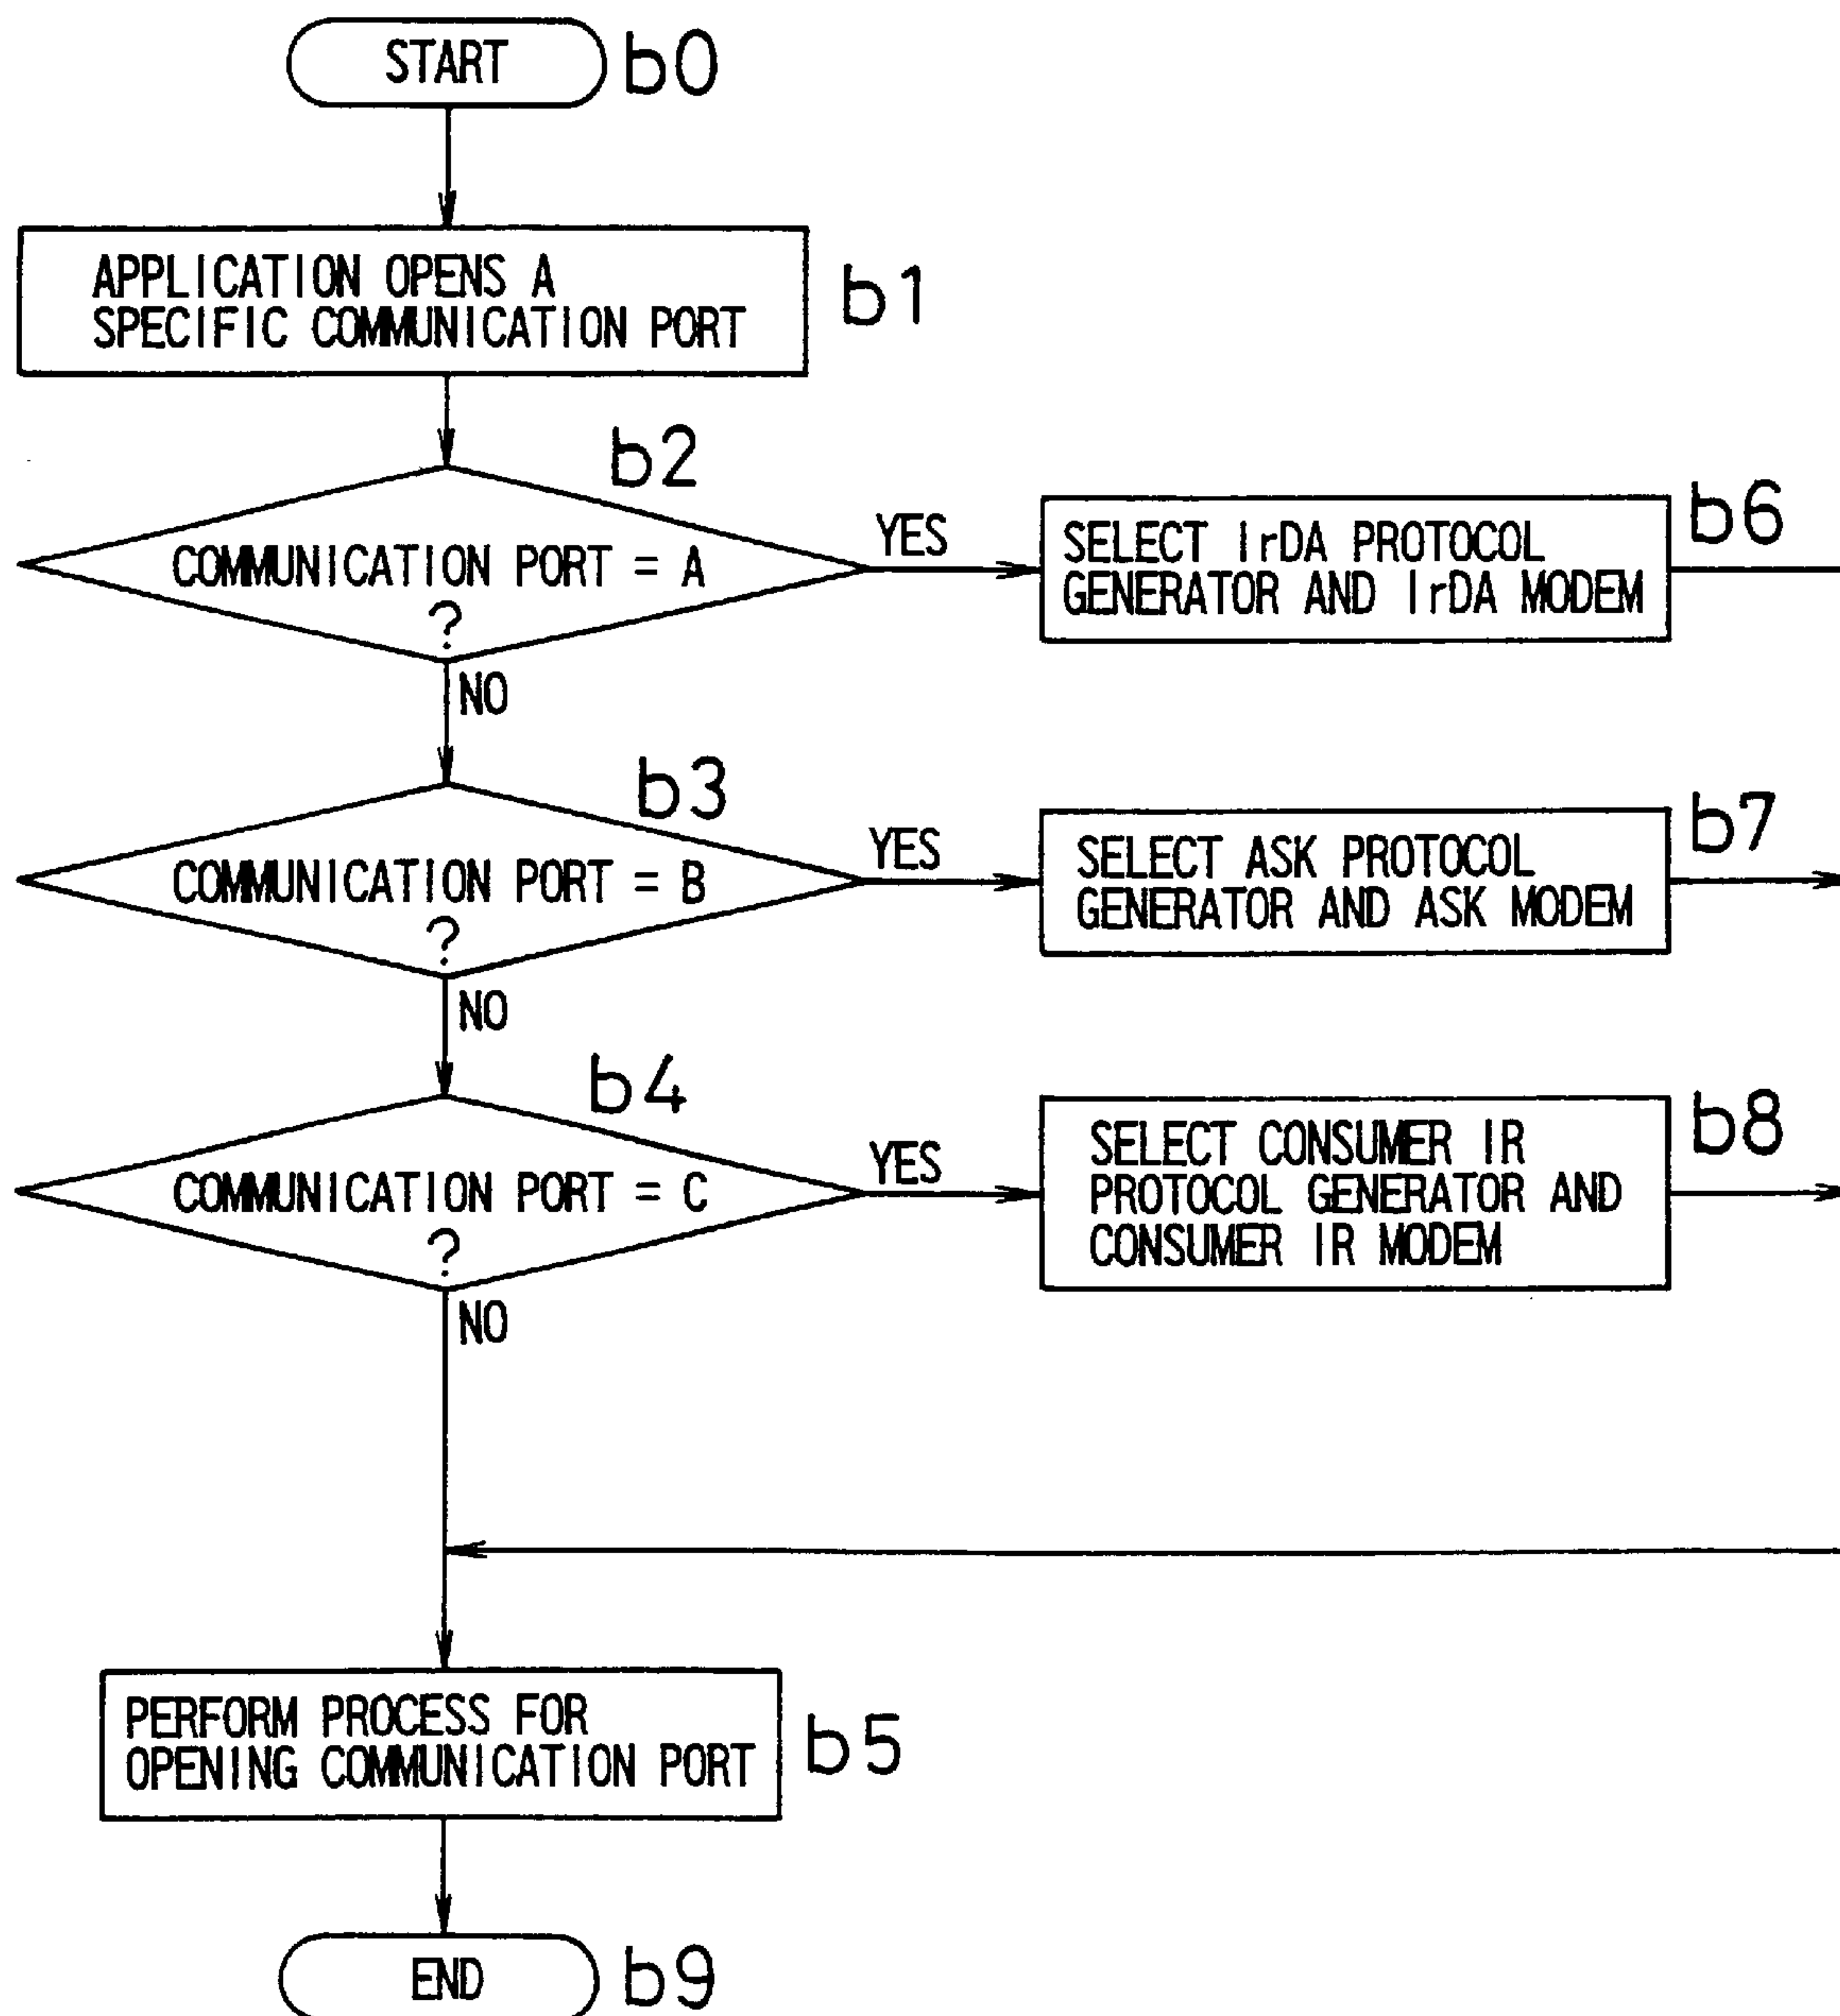 START
b0
APPLICATION OPENS A
SPECIFIC COMMUNICATION PORT
b1
b2
COMMUNICATION PORT = A
?
YES
NO
SELECT IrDA PROTOCOL
GENERATOR AND IrDA MODEM
b6
b3
COMMUNICATION PORT = B
?
YES
NO
SELECT ASK PROTOCOL
GENERATOR AND ASK MODEM
b7
b4
COMMUNICATION PORT = C
?
YES
NO
SELECT CONSUMER IR
PROTOCOL GENERATOR AND
CONSUMER IR MODEM
b8
PERFORM PROCESS FOR
OPENING COMMUNICATION PORT
b5
END
b9